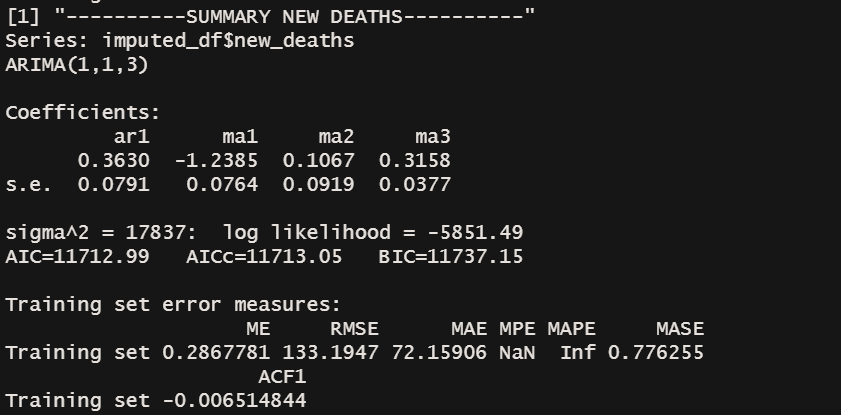 [1] "----------SUMMARY NEW DEATHS----------"
Series: imputed_df$new_deaths
ARIMA(1,1,3)
Coefficients:
         ar1      ma1     ma2     ma3
      0.3630  -1.2385  0.1067  0.3158
s.e.  0.0791   0.0764  0.0919  0.0377
sigma^2 = 17837:  log likelihood = -5851.49
AIC=11712.99   AICc=11713.05   BIC=11737.15
Training set error measures:
                    ME     RMSE      MAE MPE MAPE     MASE
Training set 0.2867781 133.1947 72.15906 NaN  Inf 0.776255
                     ACF1
Training set -0.006514844